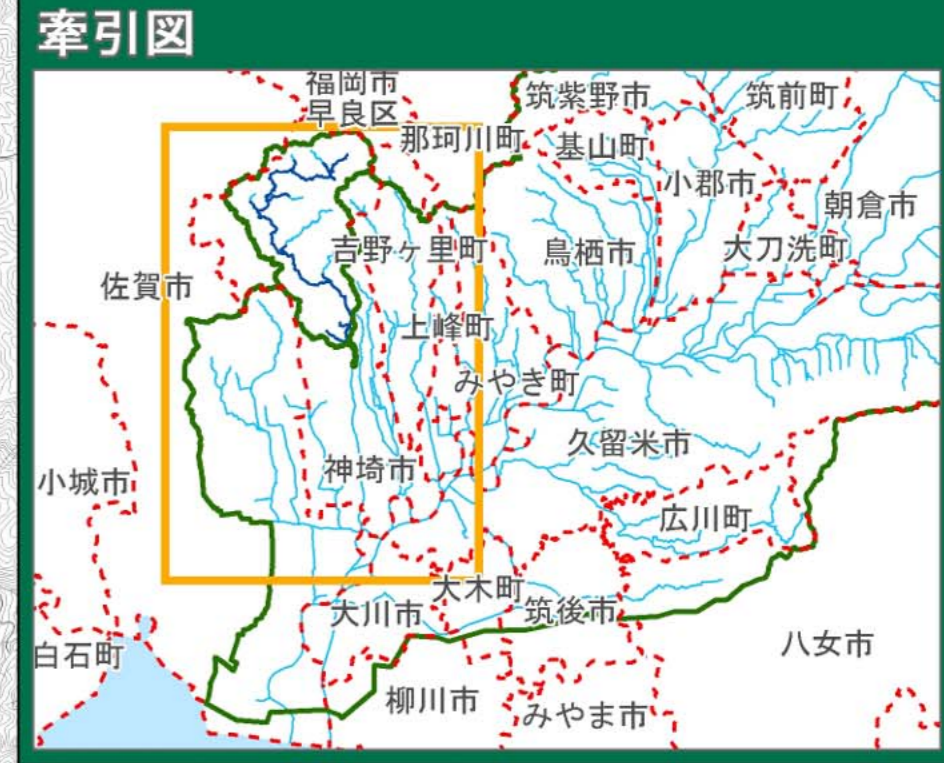 牽引図
福岡市
早良区
筑紫野市
筑前町
那珂川町
基山町
小郡市
朝倉市
吉野ヶ里町
鳥栖市
大刀洗町
佐賀市
上峰町
みやき町
久留米市
小城市
神埼市
広川町
大木町
大川市
筑後市
八女市
白石町
柳川市
みやま市